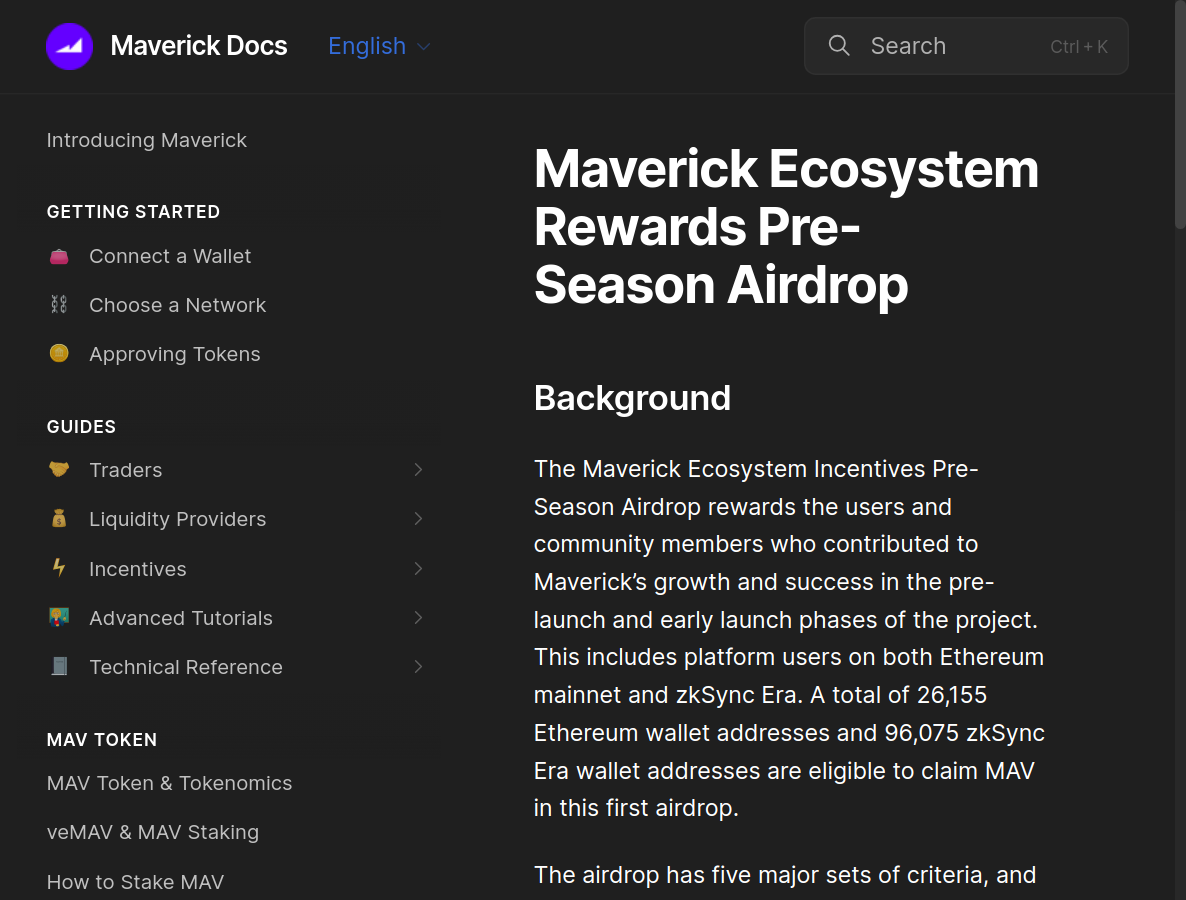 Maverick Docs
English
Search
Ctrl + K
Introducing Maverick
GETTING STARTED
Connect a Wallet
Choose a Network
Approving Tokens
GUIDES
Traders
Liquidity Providers
Incentives
Advanced Tutorials
Technical Reference
MAV TOKEN
MAV Token & Tokenomics
veMAV & MAV Staking
How to Stake MAV
Maverick Ecosystem
Rewards Pre-
Season Airdrop
Background
The Maverick Ecosystem Incentives Pre-
Season Airdrop rewards the users and
community members who contributed to
Maverick’s growth and success in the pre-
launch and early launch phases of the project.
This includes platform users on both Ethereum
mainnet and zkSync Era. A total of 26,155
Ethereum wallet addresses and 96,075 zkSync
Era wallet addresses are eligible to claim MAV
in this first airdrop.
The airdrop has five major sets of criteria, and